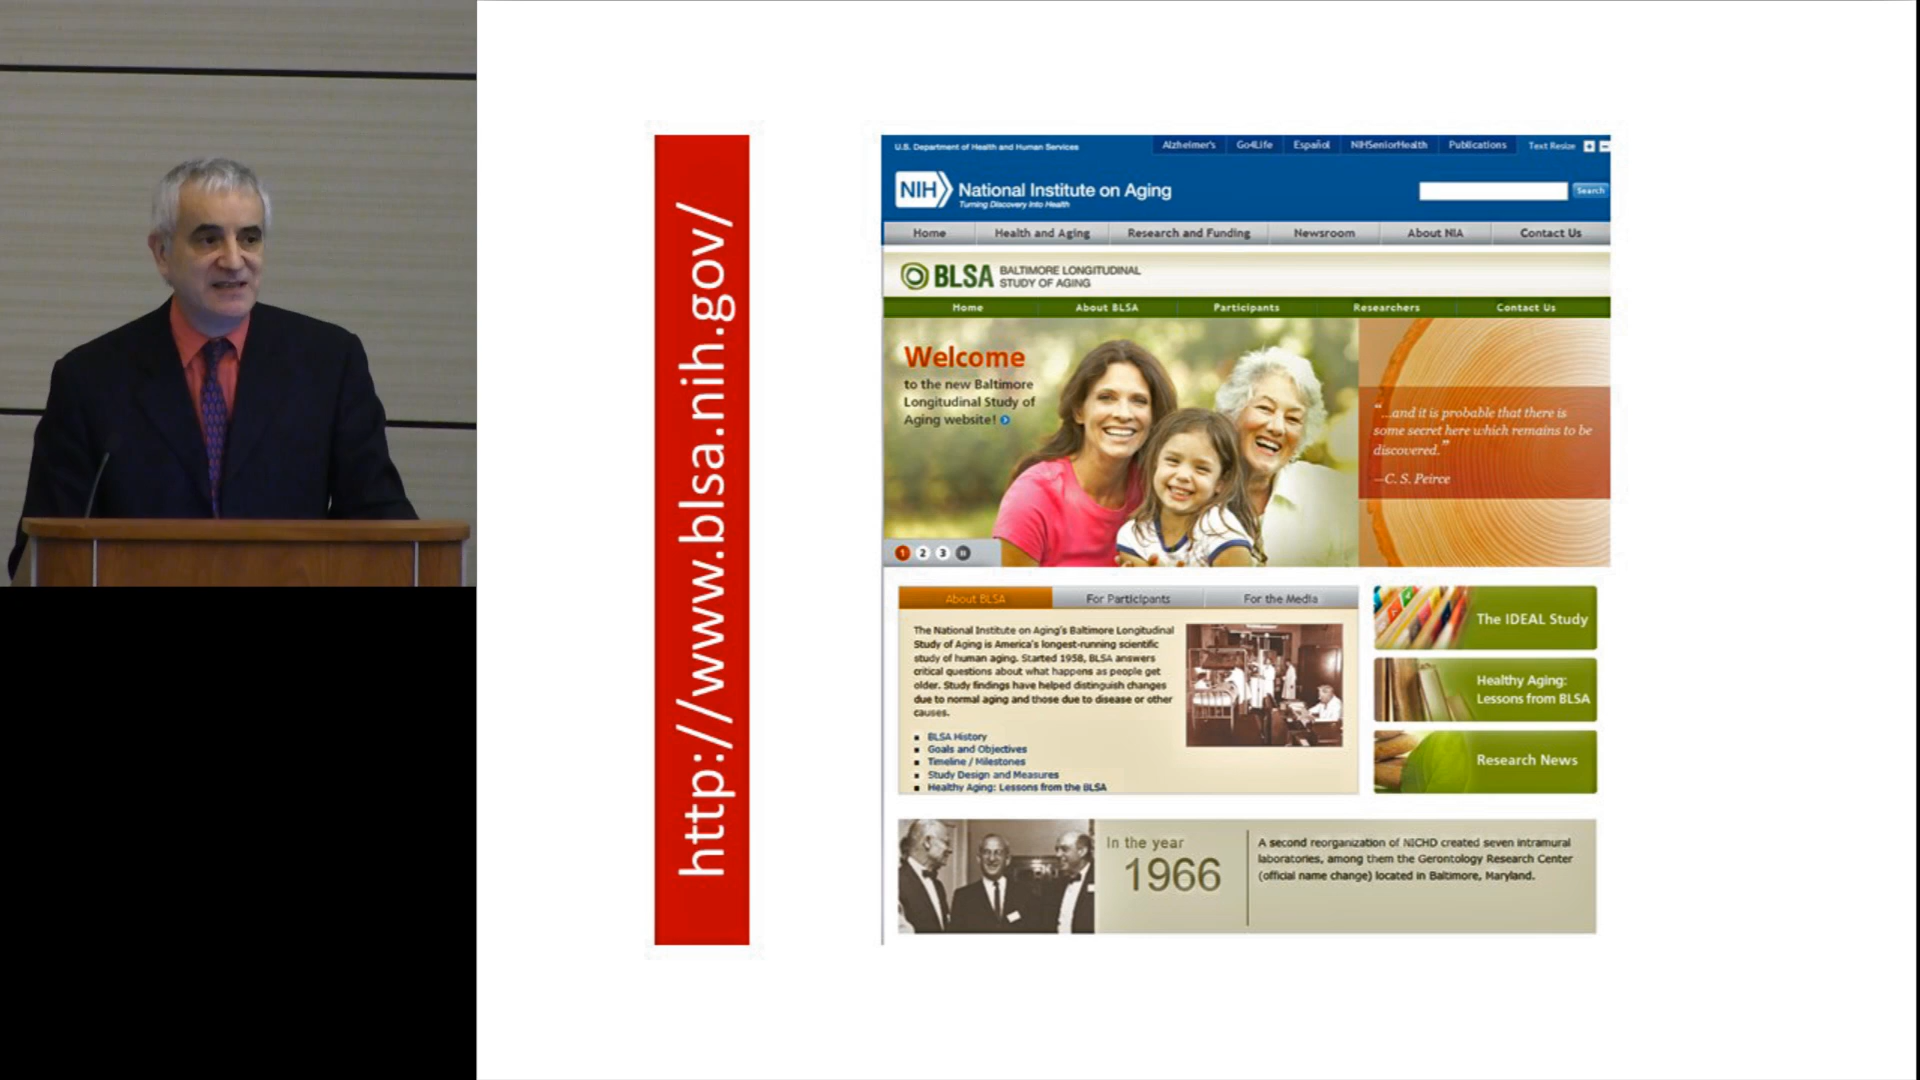 http://www.blsa.nih.gov/
U.S. Department of Health and Human Services
Alzheimer's Go4Life Español NIHSeniorHealth Publications Text Resize + −
NIH National Institute on Aging
Turning Discovery Into Health
Search
Home Health and Aging Research and Funding Newsroom About NIA Contact Us
BLSA BALTIMORE LONGITUDINAL
STUDY OF AGING
Home About BLSA Participants Researchers Contact Us
Welcome
to the new Baltimore
Longitudinal Study of
Aging website!
“...and it is probable that there is
some secret here which remains to be
discovered.”
—C. S. Peirce
1 2 3
About BLSA For Participants For the Media
The National Institute on Aging's Baltimore Longitudinal
Study of Aging is America's longest-running scientific
study of human aging. Started 1958, BLSA answers
critical questions about what happens as people get
older. Study findings have helped distinguish changes
due to normal aging and those due to disease or other
causes.
BLSA History
Goals and Objectives
Timeline / Milestones
Study Design and Measures
Healthy Aging: Lessons from the BLSA
The IDEAL Study
Healthy Aging:
Lessons from BLSA
Research News
In the year
1966
A second reorganization of NICHD created seven intramural
laboratories, among them the Gerontology Research Center
(official name change) located in Baltimore, Maryland.